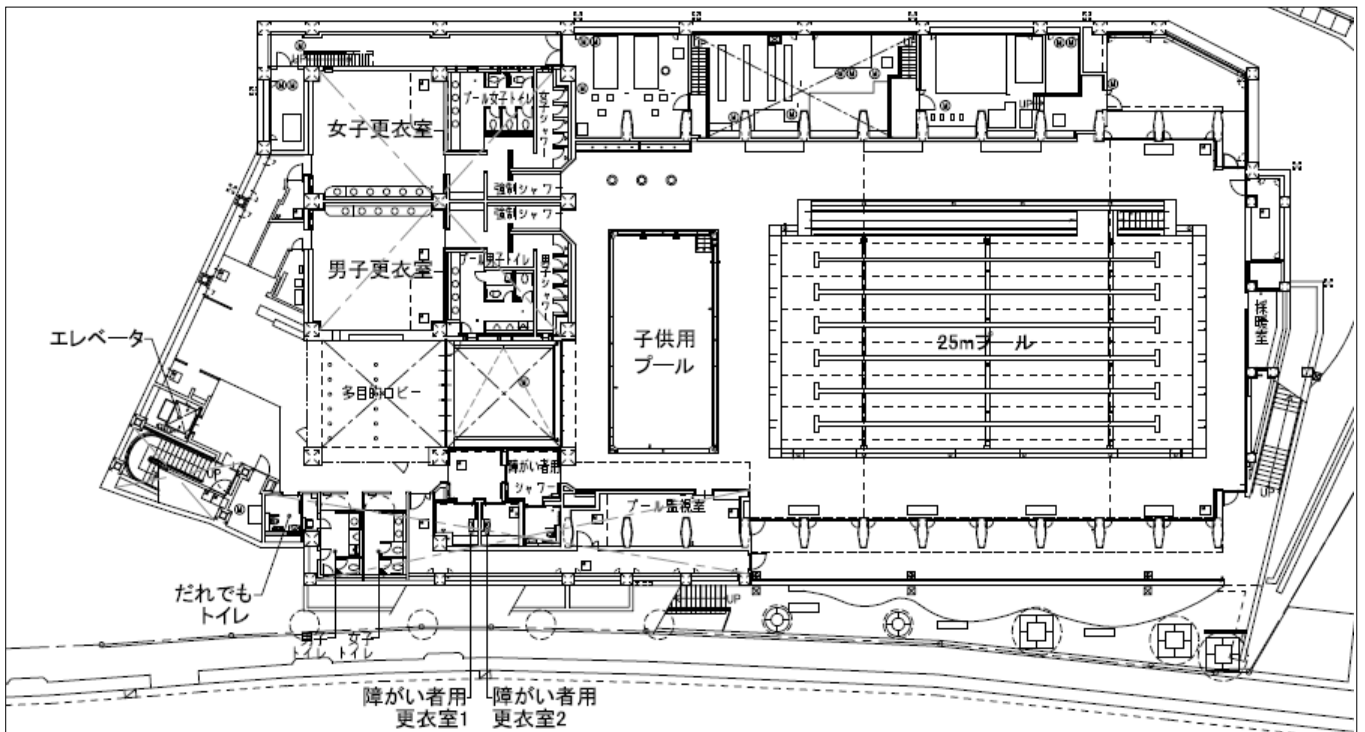 UP
UP
UP
プール女子トイレ
女子シャワー
女子更衣室
強制シャワー
強制シャワー
男子更衣室
プール男子トイレ
男子シャワー
エレベータ
子供用
プール
25mプール
採暖室
多目的ロビー
UP
障がい者用
シャワー
プール監視室
UP
だれでも
トイレ
UP
男子
トイレ
女子
トイレ
障がい者用
更衣室1
障がい者用
更衣室2